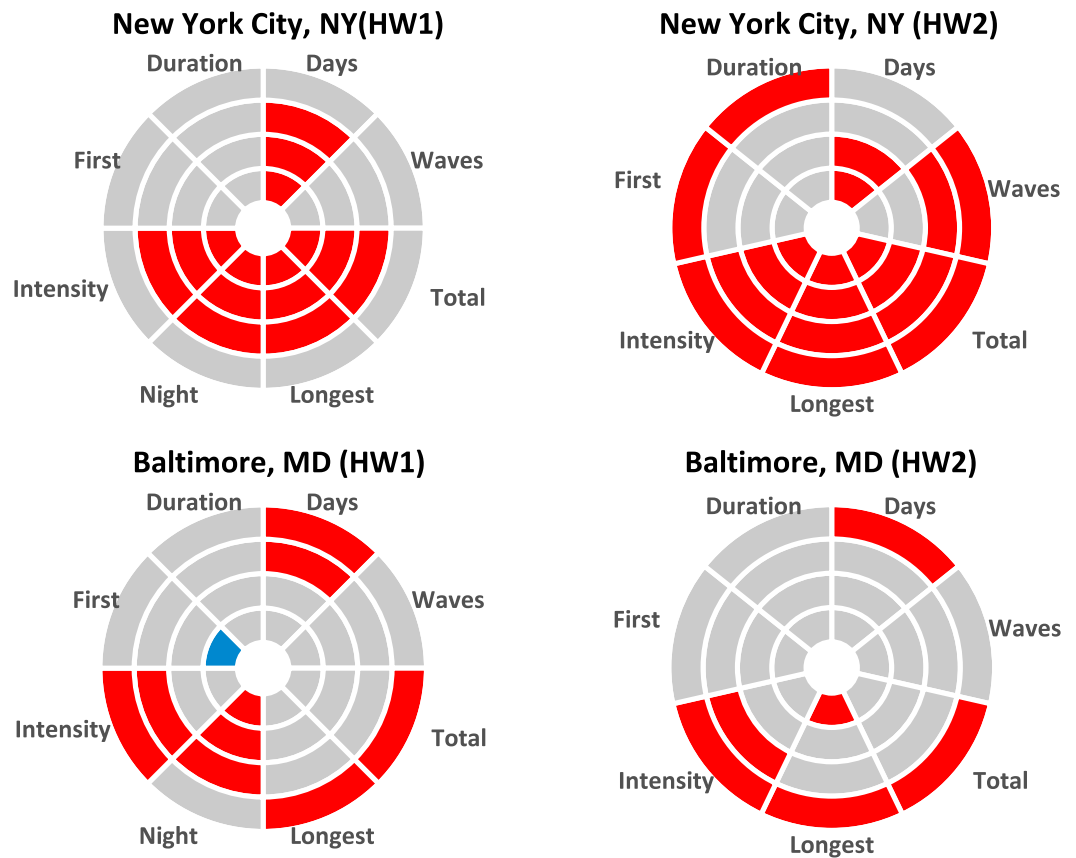 New York City, NY(HW1)
Duration
Days
First
Waves
Intensity
Total
Night
Longest
New York City, NY (HW2)
Duration
Days
First
Waves
Intensity
Total
Longest
Baltimore, MD (HW1)
Duration
Days
First
Waves
Intensity
Total
Night
Longest
Baltimore, MD (HW2)
Duration
Days
First
Waves
Intensity
Total
Longest